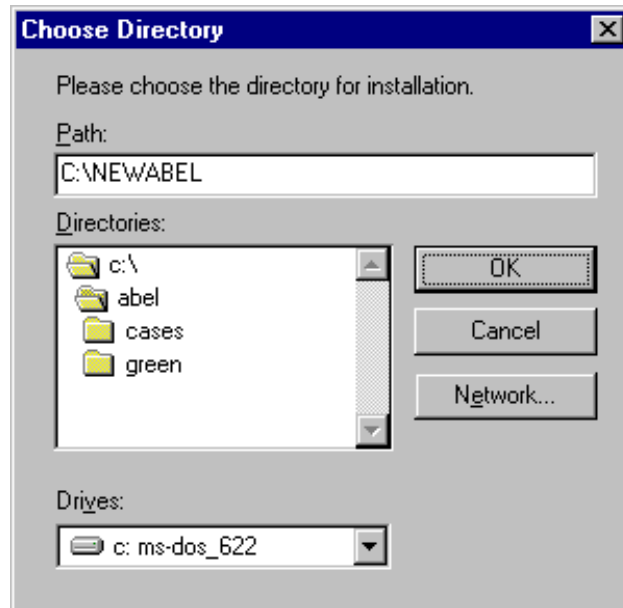 Choose Directory
Please choose the directory for installation.
Path:
C:\NEWABEL
Directories:
c:\
abel
cases
green
OK
Cancel
Network...
Drives:
c: ms-dos_622